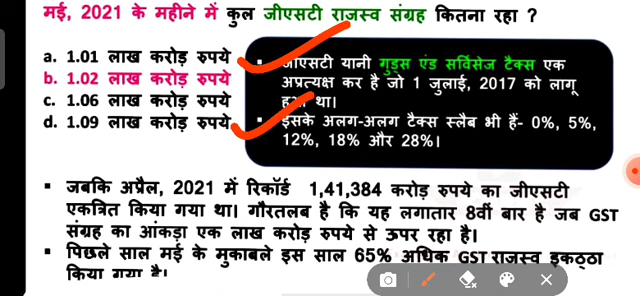 मई, 2021 के महीने में कुल जीएसटी राजस्व संग्रह कितना रहा ?
a. 1.01 लाख करोड़ रुपये
b. 1.02 लाख करोड़ रुपये
c. 1.06 लाख करोड़ रुपये
d. 1.09 लाख करोड़ रुपये
▪ जीएसटी यानी गुड्स एंड सर्विसेज टैक्स एक
अप्रत्यक्ष कर है जो 1 जुलाई, 2017 को लागू
हुआ था।
▪ इसके अलग-अलग टैक्स स्लैब भी हैं- 0%, 5%,
12%, 18% और 28%।
▪ जबकि अप्रैल, 2021 में रिकॉर्ड 1,41,384 करोड़ रुपये का जीएसटी
एकत्रित किया गया था। गौरतलब है कि यह लगातार 8वीं बार है जब GST
संग्रह का आंकड़ा एक लाख करोड़ रुपये से ऊपर रहा है।
▪ पिछले साल मई के मुकाबले इस साल 65% अधिक GST राजस्व इकठ्ठा
किया गया है।